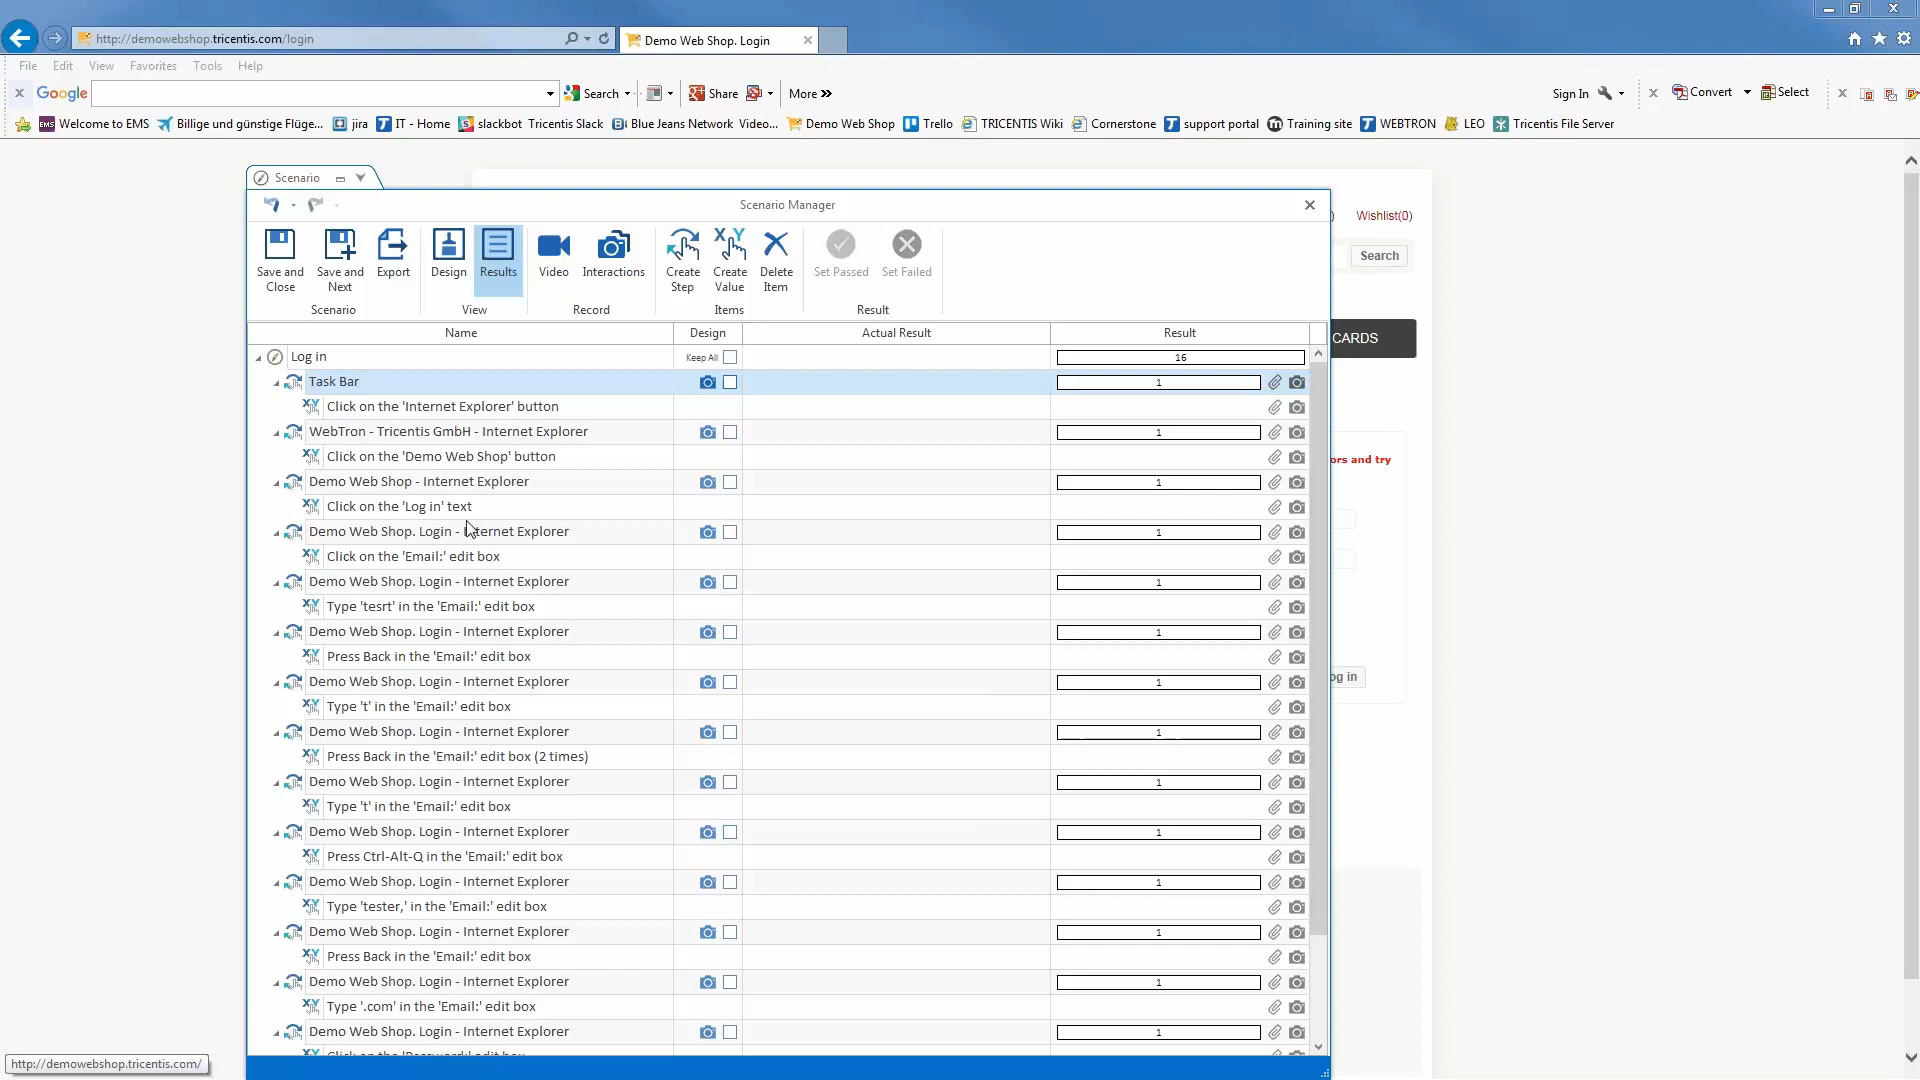 http://demowebshop.tricentis.com/login
Demo Web Shop. Login
File Edit View Favorites Tools Help
Google Search Share More »
Sign In Convert Select
Welcome to EMS Billige und günstige Flüge... jira IT - Home slackbot Tricentis Slack Blue Jeans Network Video... Demo Web Shop Trello TRICENTIS Wiki Cornerstone support portal Training site WEBTRON LEO Tricentis File Server
Scenario
Scenario Manager
) Wishlist(0)
Search
Save and Close
Save and Next
Export
Design
Results
Video
Interactions
Create Step
Create Value
Delete Item
Set Passed
Set Failed
Scenario View Record Items Result
Name Design Actual Result Result
CARDS
Log in Keep All 16
Task Bar 1
Click on the 'Internet Explorer' button
WebTron - Tricentis GmbH - Internet Explorer 1
Click on the 'Demo Web Shop' button
ors and try
Demo Web Shop - Internet Explorer 1
Click on the 'Log in' text
Demo Web Shop. Login - Internet Explorer 1
Click on the 'Email:' edit box
Demo Web Shop. Login - Internet Explorer 1
Type 'tesrt' in the 'Email:' edit box
Demo Web Shop. Login - Internet Explorer 1
Press Back in the 'Email:' edit box
Demo Web Shop. Login - Internet Explorer 1
og in
Type 't' in the 'Email:' edit box
Demo Web Shop. Login - Internet Explorer 1
Press Back in the 'Email:' edit box (2 times)
Demo Web Shop. Login - Internet Explorer 1
Type 't' in the 'Email:' edit box
Demo Web Shop. Login - Internet Explorer 1
Press Ctrl-Alt-Q in the 'Email:' edit box
Demo Web Shop. Login - Internet Explorer 1
Type 'tester,' in the 'Email:' edit box
Demo Web Shop. Login - Internet Explorer 1
Press Back in the 'Email:' edit box
Demo Web Shop. Login - Internet Explorer 1
Type '.com' in the 'Email:' edit box
Demo Web Shop. Login - Internet Explorer 1
Click on the 'Password:' edit box
http://demowebshop.tricentis.com/